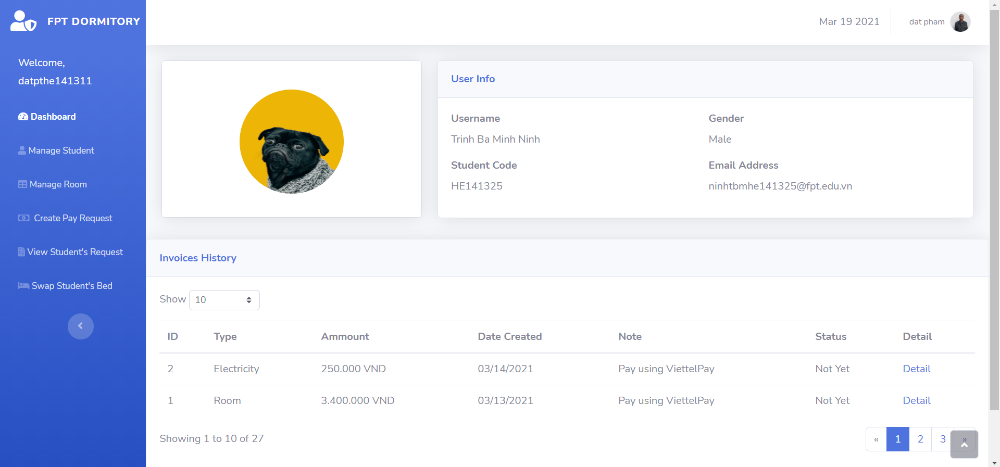 FPT DORMITORY
Mar 19 2021
dat pham
Welcome,
datpthe141311
Dashboard
Manage Student
Manage Room
Create Pay Request
View Student's Request
Swap Student's Bed
User Info
Username
Gender
Trinh Ba Minh Ninh
Male
Student Code
Email Address
HE141325
ninhtbmhe141325@fpt.edu.vn
Invoices History
Show 10
ID Type Ammount Date Created Note Status Detail
2 Electricity 250.000 VND 03/14/2021 Pay using ViettelPay Not Yet Detail
1 Room 3.400.000 VND 03/13/2021 Pay using ViettelPay Not Yet Detail
Showing 1 to 10 of 27
« 1 2 3 »